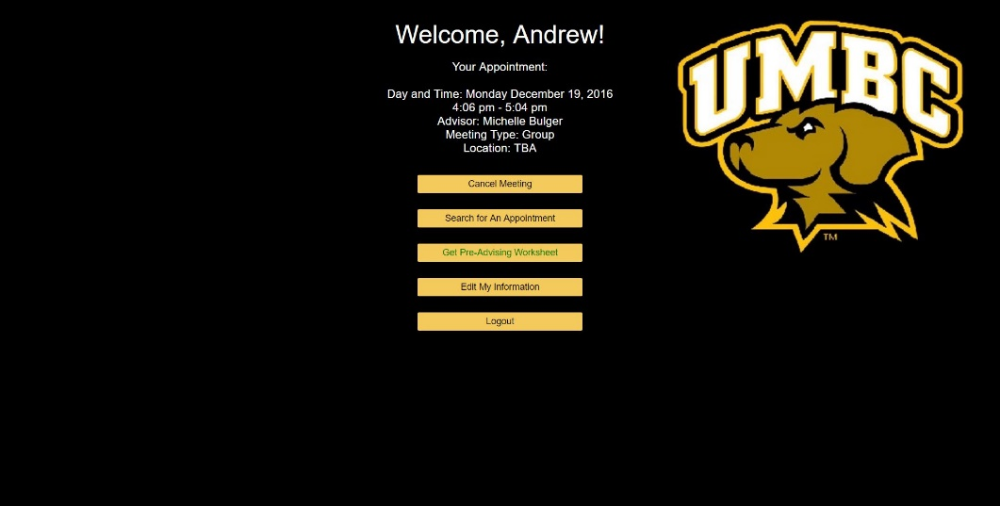 Welcome, Andrew!
Your Appointment:
Day and Time: Monday December 19, 2016
4:06 pm - 5:04 pm
Advisor: Michelle Bulger
Meeting Type: Group
Location: TBA
Cancel Meeting
Search for An Appointment
Get Pre-Advising Worksheet
Edit My Information
Logout
UMBC
TM